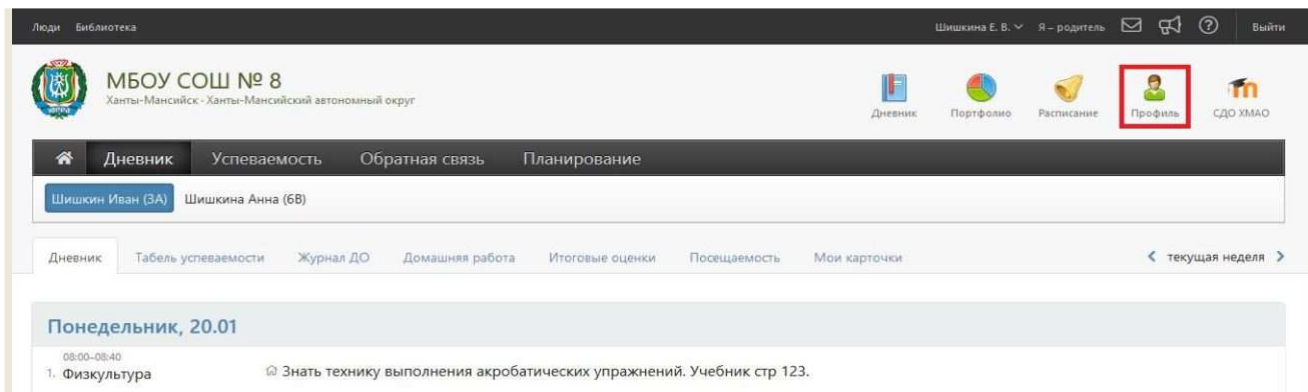 Люди Библиотека Шишкина Е. В. Я – родитель Выйти
МБОУ СОШ № 8
Ханты-Мансийск - Ханты-Мансийский автономный округ
Дневник Портфолио Расписание Профиль СДО ХМАО
Дневник Успеваемость Обратная связь Планирование
Шишкин Иван (3А) Шишкина Анна (6В)
Дневник Табель успеваемости Журнал ДО Домашняя работа Итоговые оценки Посещаемость Мои карточки текущая неделя
Понедельник, 20.01
08:00–08:40
1. Физкультура Знать технику выполнения акробатических упражнений. Учебник стр 123.